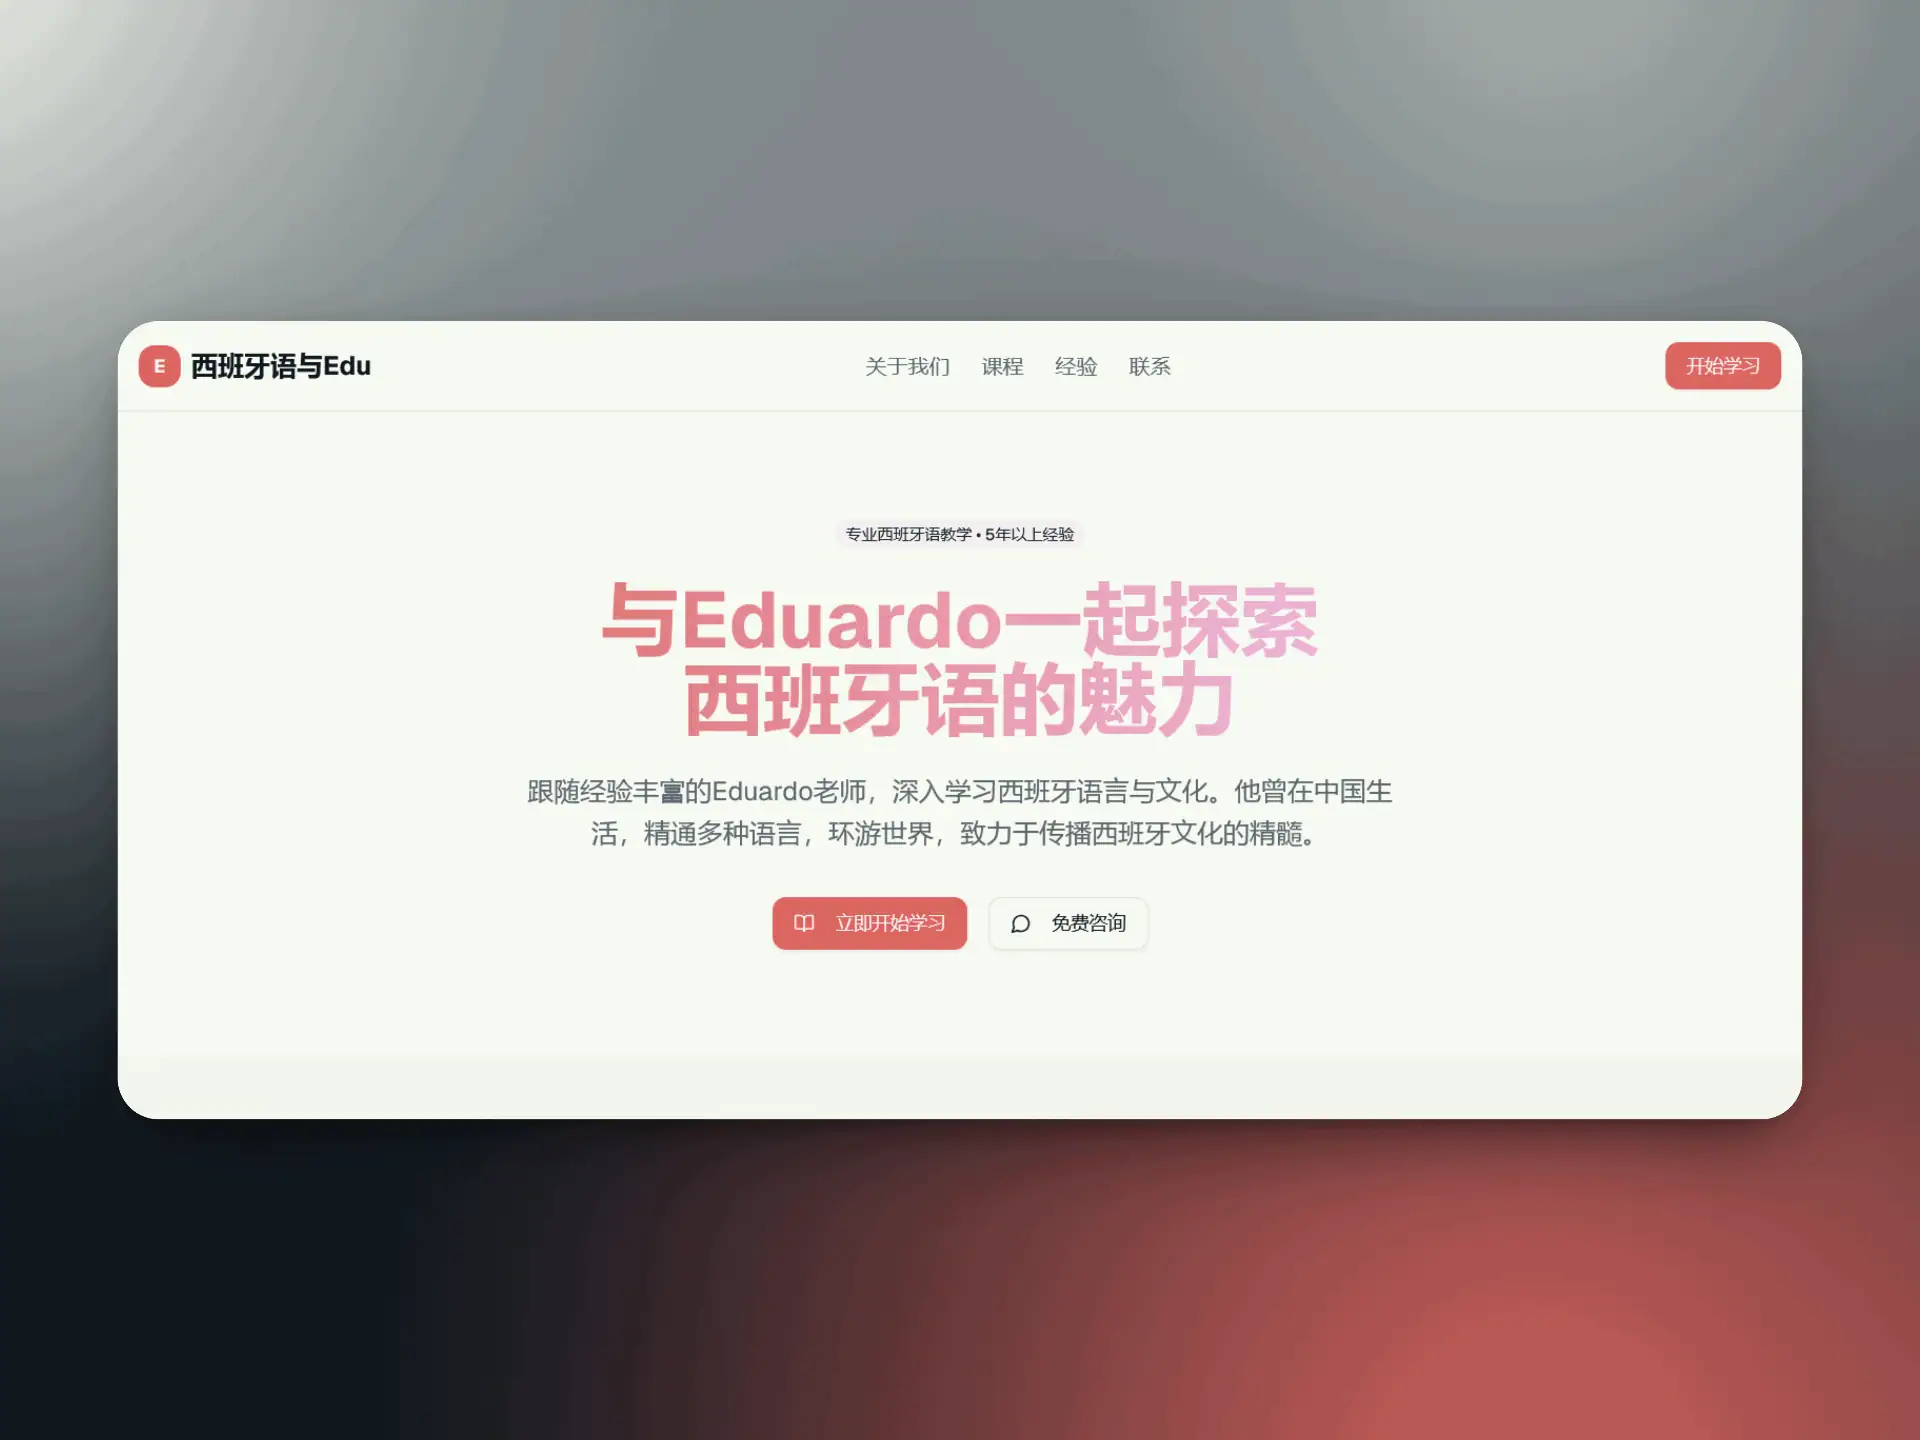 E 西班牙语与Edu
关于我们 课程 经验 联系
开始学习
专业西班牙语教学 • 5年以上经验
与Eduardo一起探索
西班牙语的魅力
跟随经验丰富的Eduardo老师，深入学习西班牙语言与文化。他曾在中国生
活，精通多种语言，环游世界，致力于传播西班牙文化的精髓。
立即开始学习
免费咨询